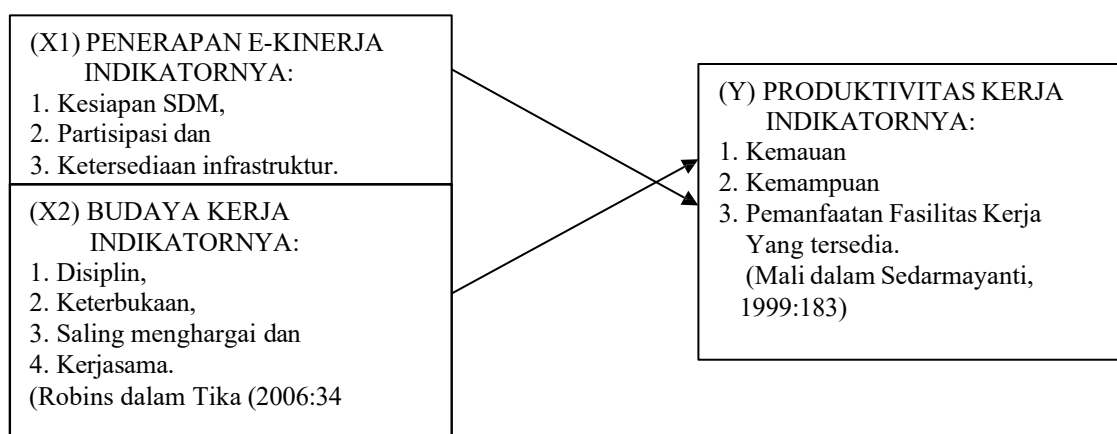 (X1) PENERAPAN E-KINERJA
INDIKATORNYA:
1. Kesiapan SDM,
2. Partisipasi dan
3. Ketersediaan infrastruktur.
(X2) BUDAYA KERJA
INDIKATORNYA:
1. Disiplin,
2. Keterbukaan,
3. Saling menghargai dan
4. Kerjasama.
(Robins dalam Tika (2006:34
(Y) PRODUKTIVITAS KERJA
INDIKATORNYA:
1. Kemauan
2. Kemampuan
3. Pemanfaatan Fasilitas Kerja
Yang tersedia.
(Mali dalam Sedarmayanti,
1999:183)